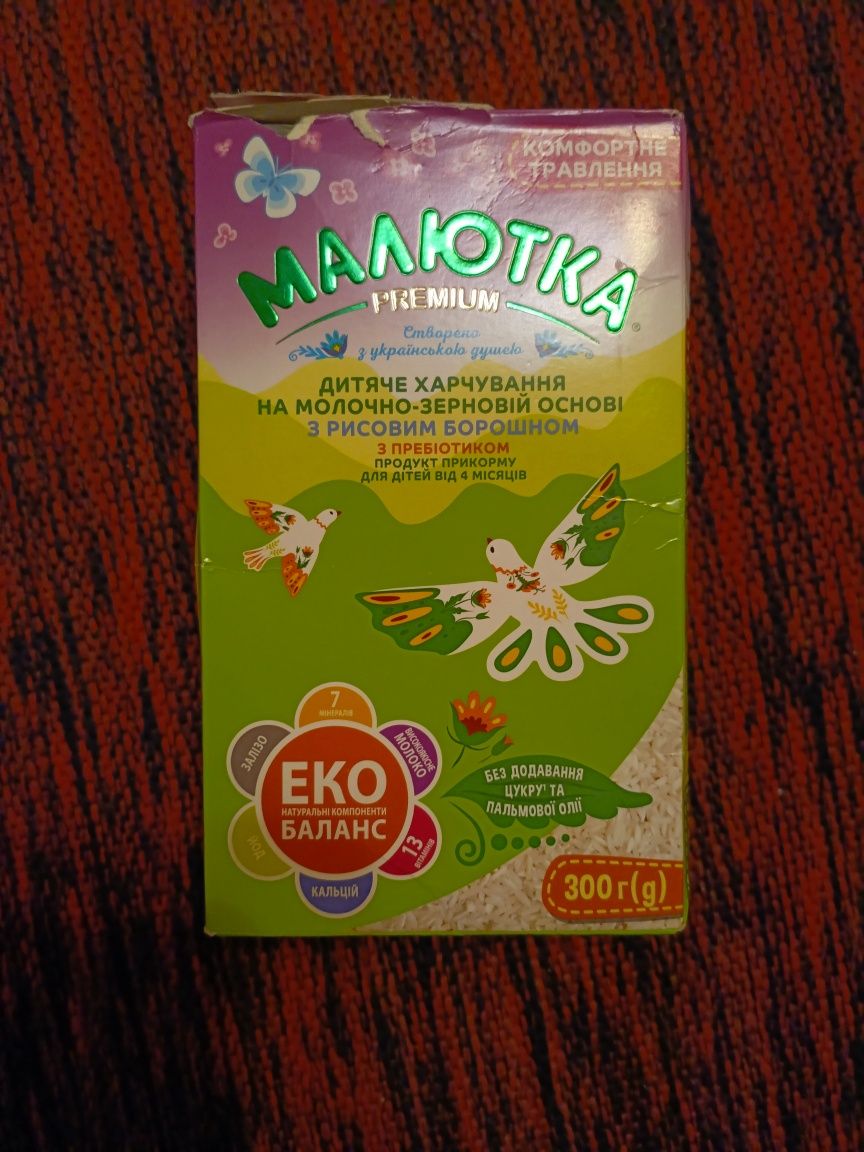 КОМФОРТНЕ
ТРАВЛЕННЯ
МАЛЮТКА
PREMIUM
®
Створено
з українською душею
ДИТЯЧЕ ХАРЧУВАННЯ
НА МОЛОЧНО-ЗЕРНОВІЙ ОСНОВІ
З РИСОВИМ БОРОШНОМ
З ПРЕБІОТИКОМ
ПРОДУКТ ПРИКОРМУ
ДЛЯ ДІТЕЙ ВІД 4 МІСЯЦІВ
7
МІНЕРАЛІВ
ЗАЛІЗО
ВИСОКОЯКІСНЕ
МОЛОКО
ЕКО
НАТУРАЛЬНІ КОМПОНЕНТИ
БАЛАНС
ЙОД
13
ВІТАМІНІВ
КАЛЬЦІЙ
БЕЗ ДОДАВАННЯ
ЦУКРУ¹ ТА
ПАЛЬМОВОЇ ОЛІЇ
300 г(g)